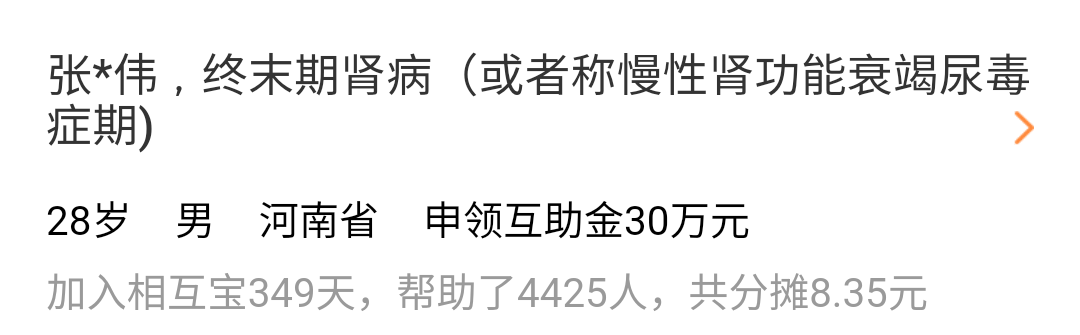 张*伟，终末期肾病（或者称慢性肾功能衰竭尿毒
症期)
28岁 男 河南省 申领互助金30万元
加入相互宝349天，帮助了4425人，共分摊8.35元